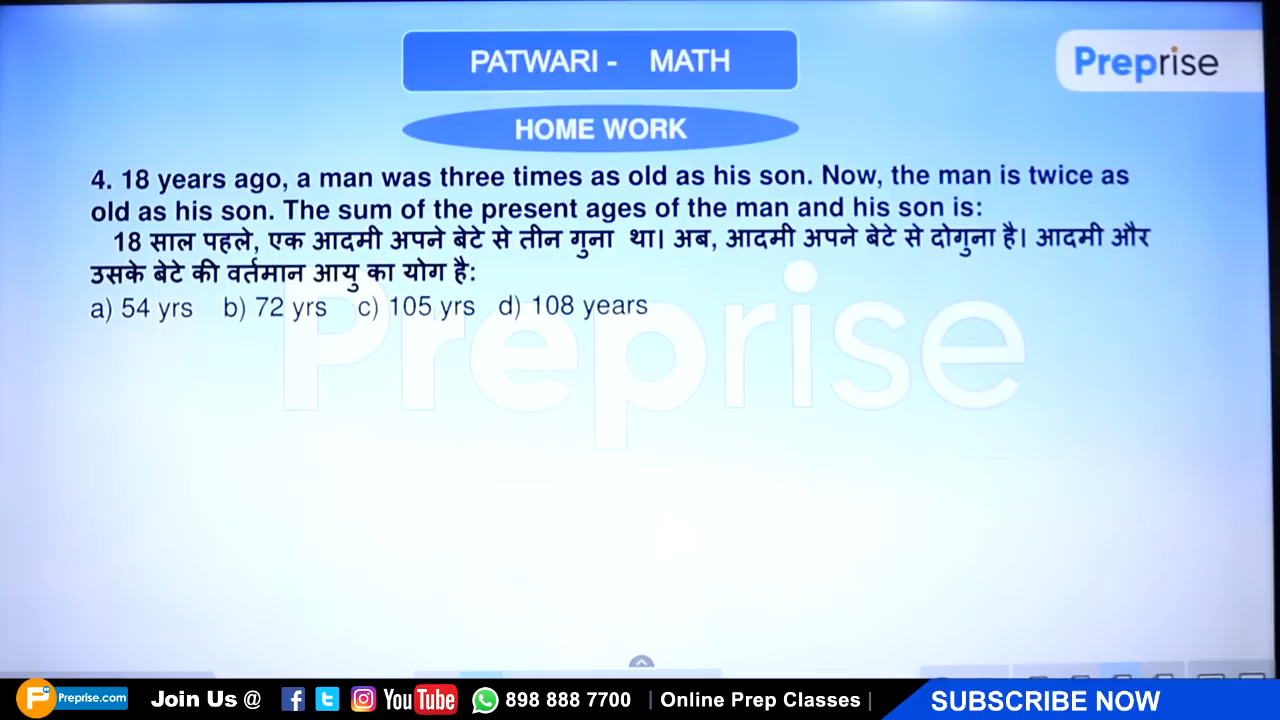 PATWARI - MATH
Preprise
HOME WORK
4. 18 years ago, a man was three times as old as his son. Now, the man is twice as
old as his son. The sum of the present ages of the man and his son is:
18 साल पहले, एक आदमी अपने बेटे से तीन गुना था। अब, आदमी अपने बेटे से दोगुना है। आदमी और
उसके बेटे की वर्तमान आयु का योग है:
a) 54 yrs b) 72 yrs c) 105 yrs d) 108 years
Preprise
Preprise.com Join Us @ YouTube 898 888 7700 | Online Prep Classes | SUBSCRIBE NOW